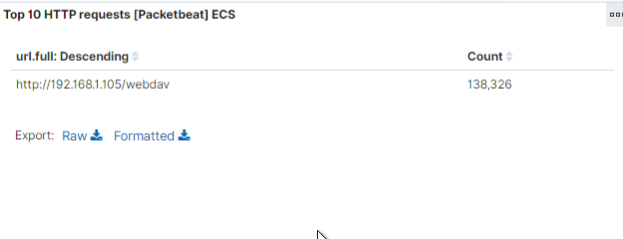 Top 10 HTTP requests [Packetbeat] ECS
url.full: Descending Count
http://192.168.1.105/webdav 138,326
Export: Raw Formatted